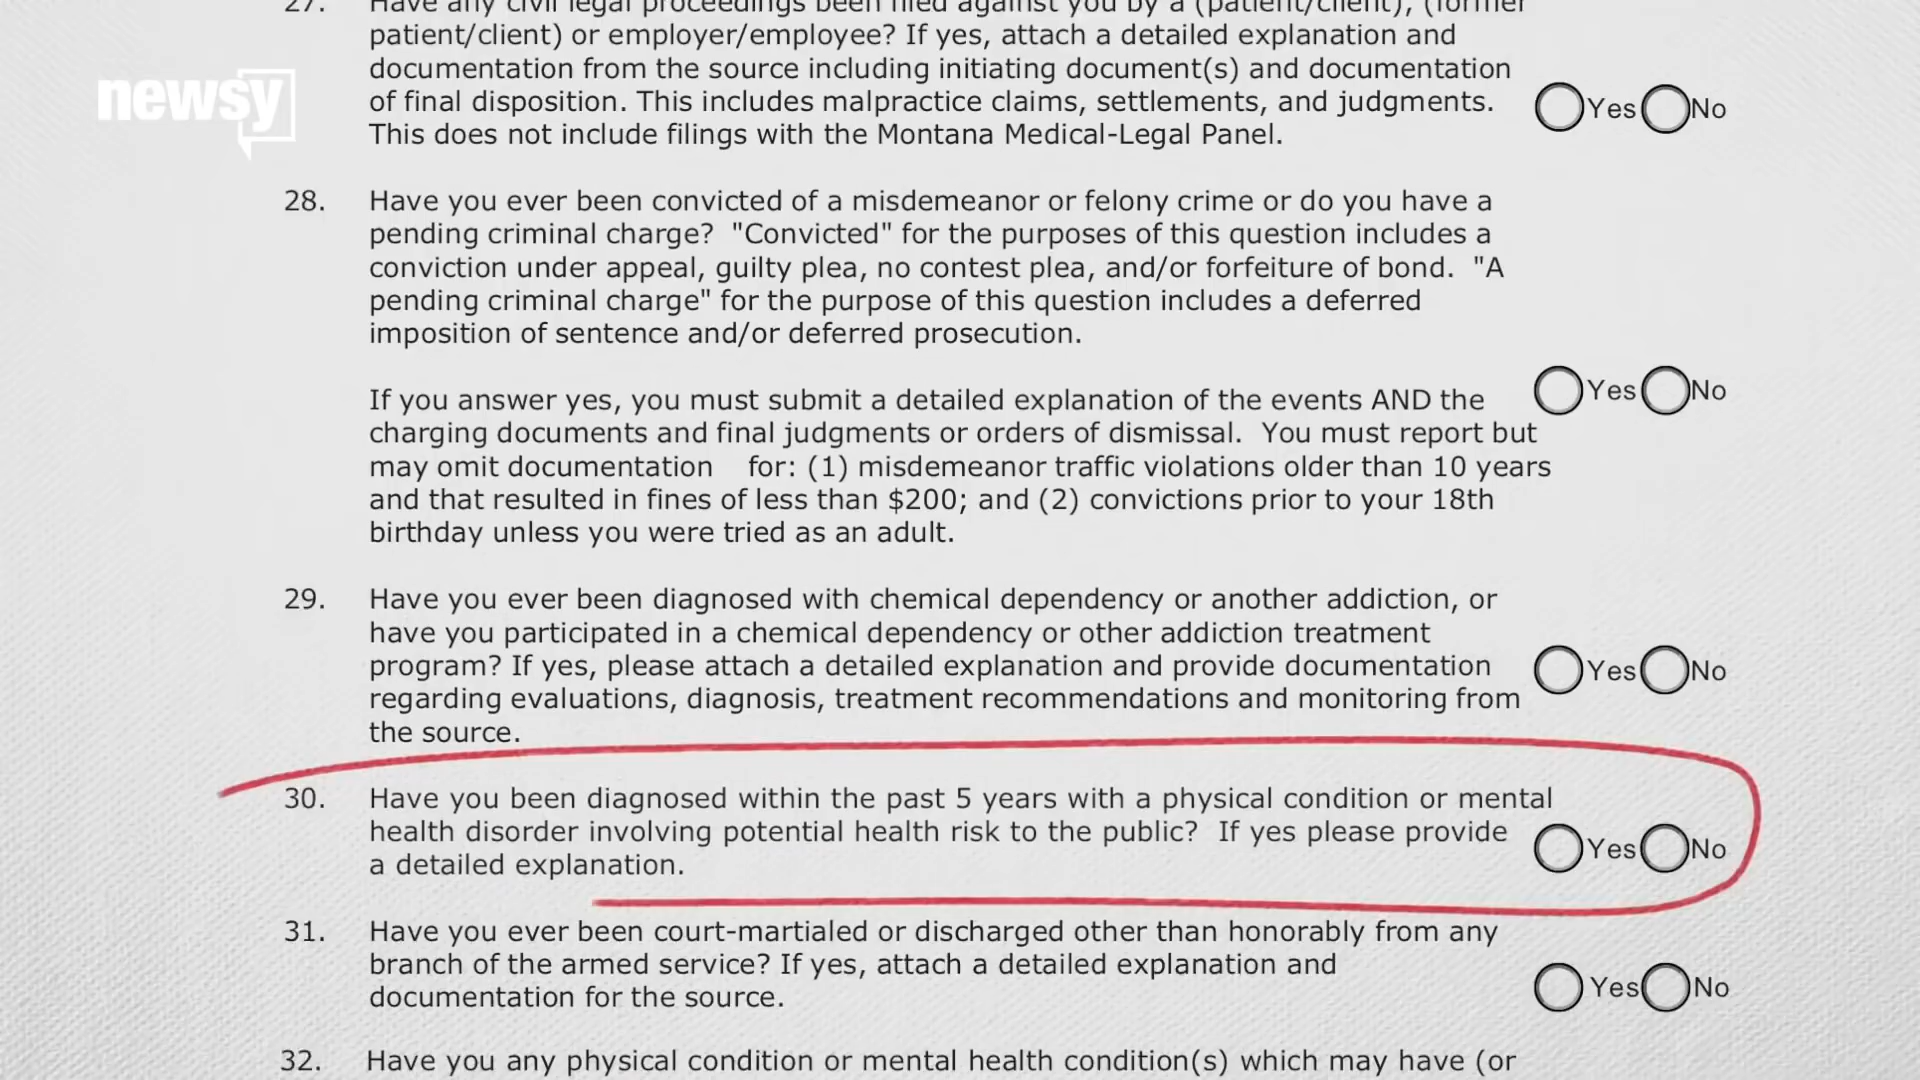 27. Have any civil legal proceedings been filed against you by a (patient/client), (former
patient/client) or employer/employee? If yes, attach a detailed explanation and
documentation from the source including initiating document(s) and documentation
of final disposition. This includes malpractice claims, settlements, and judgments.
This does not include filings with the Montana Medical-Legal Panel.
Yes No
newsy
28. Have you ever been convicted of a misdemeanor or felony crime or do you have a
pending criminal charge?  "Convicted" for the purposes of this question includes a
conviction under appeal, guilty plea, no contest plea, and/or forfeiture of bond.  "A
pending criminal charge" for the purpose of this question includes a deferred
imposition of sentence and/or deferred prosecution.
If you answer yes, you must submit a detailed explanation of the events AND the
charging documents and final judgments or orders of dismissal.  You must report but
may omit documentation    for: (1) misdemeanor traffic violations older than 10 years
and that resulted in fines of less than $200; and (2) convictions prior to your 18th
birthday unless you were tried as an adult.
Yes No
29. Have you ever been diagnosed with chemical dependency or another addiction, or
have you participated in a chemical dependency or other addiction treatment
program? If yes, please attach a detailed explanation and provide documentation
regarding evaluations, diagnosis, treatment recommendations and monitoring from
the source.
Yes No
30. Have you been diagnosed within the past 5 years with a physical condition or mental
health disorder involving potential health risk to the public?  If yes please provide
a detailed explanation.
Yes No
31. Have you ever been court-martialed or discharged other than honorably from any
branch of the armed service? If yes, attach a detailed explanation and
documentation for the source.
Yes No
32. Have you any physical condition or mental health condition(s) which may have (or